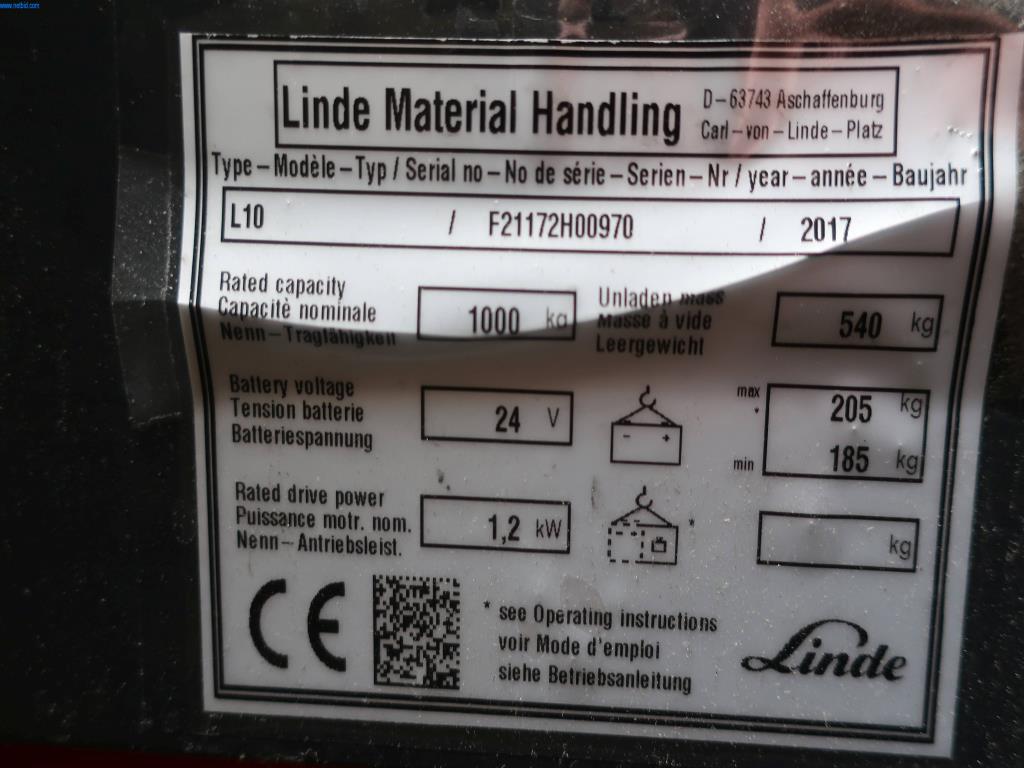 www.netbid.com
Linde Material Handling
D-63743 Aschaffenburg
Carl-von-Linde-Platz
Type-Modèle-Typ / Serial no-No de série-Serien-Nr / year-année-Baujahr
L10 / F21172H00970 / 2017
Rated capacity
Capacitè nominale
Nenn-Tragfähigkeit
1000 kg
Unladen mass
Masse à vide
Leergewicht
540 kg
Battery voltage
Tension batterie
Batteriespannung
24 V
- +
max
*
205 kg
min
185 kg
Rated drive power
Puissance motr. nom.
Nenn-Antriebsleist.
1,2 kW
*
kg
CE
* see Operating instructions
voir Mode d'emploi
siehe Betriebsanleitung
Linde